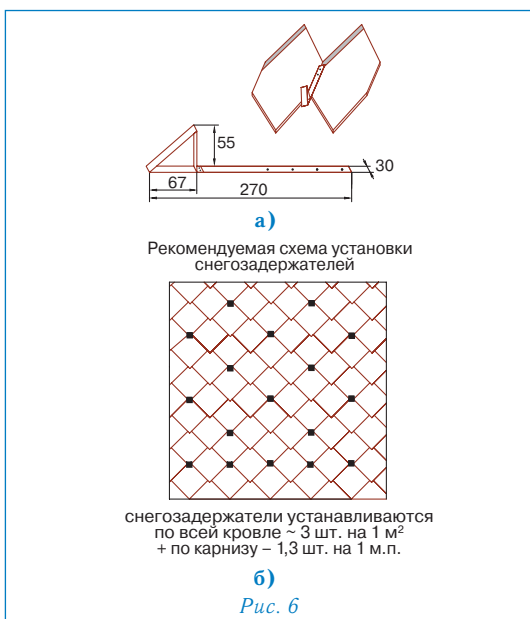 55
30
67
270
а)
Рекомендуемая схема установки
снегозадержателей
снегозадержатели устанавливаются
по всей кровле ~ 3 шт. на 1 м²
+ по карнизу – 1,3 шт. на 1 м.п.
б)
Рис. 6